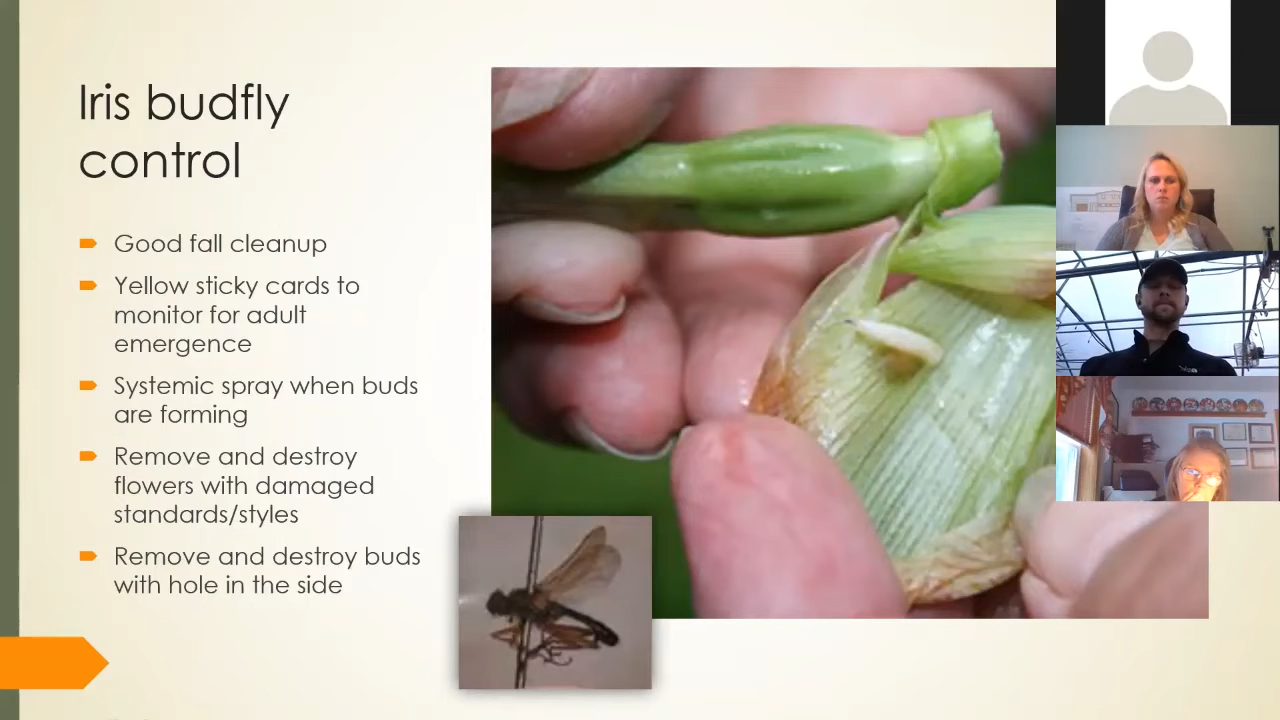 Iris budfly
control
Good fall cleanup
Yellow sticky cards to
monitor for adult
emergence
Systemic spray when buds
are forming
Remove and destroy
flowers with damaged
standards/styles
Remove and destroy buds
with hole in the side